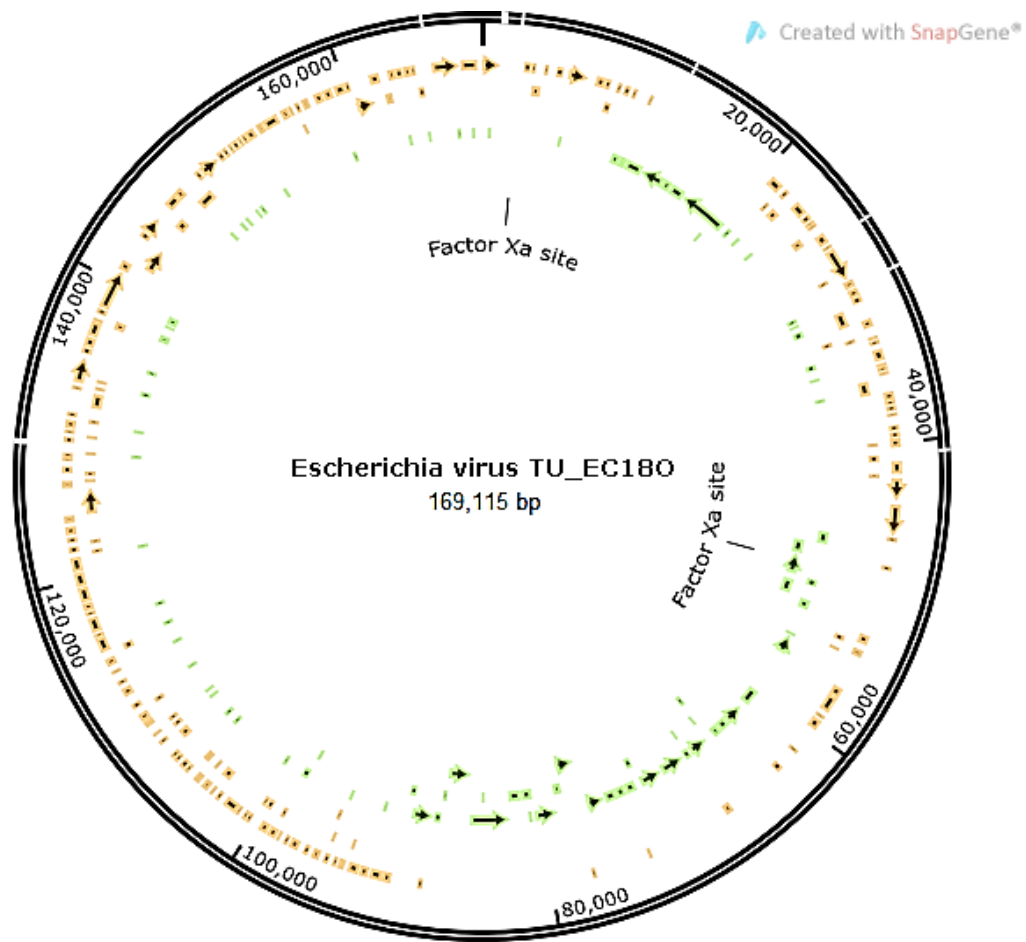 Created with SnapGene®
160,000
20,000
Factor Xa site
140,000
40,000
Escherichia virus TU_EC18O
169,115 bp
Factor Xa site
120,000
60,000
100,000
80,000